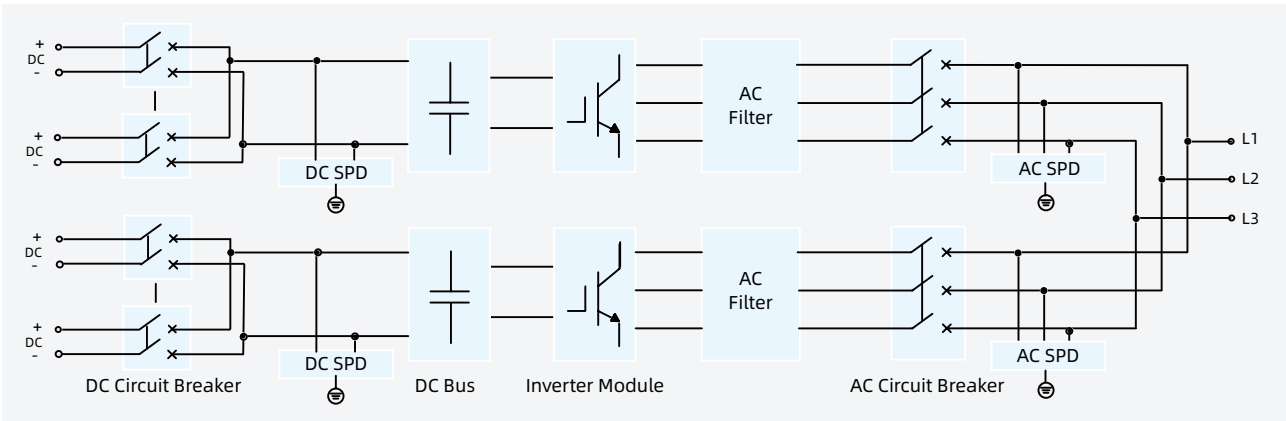 +
DC
-
+
DC
-
DC SPD
AC
Filter
AC SPD
L1
L2
L3
+
DC
-
+
DC
-
DC SPD
AC
Filter
AC SPD
DC Circuit Breaker
DC Bus
Inverter Module
AC Circuit Breaker